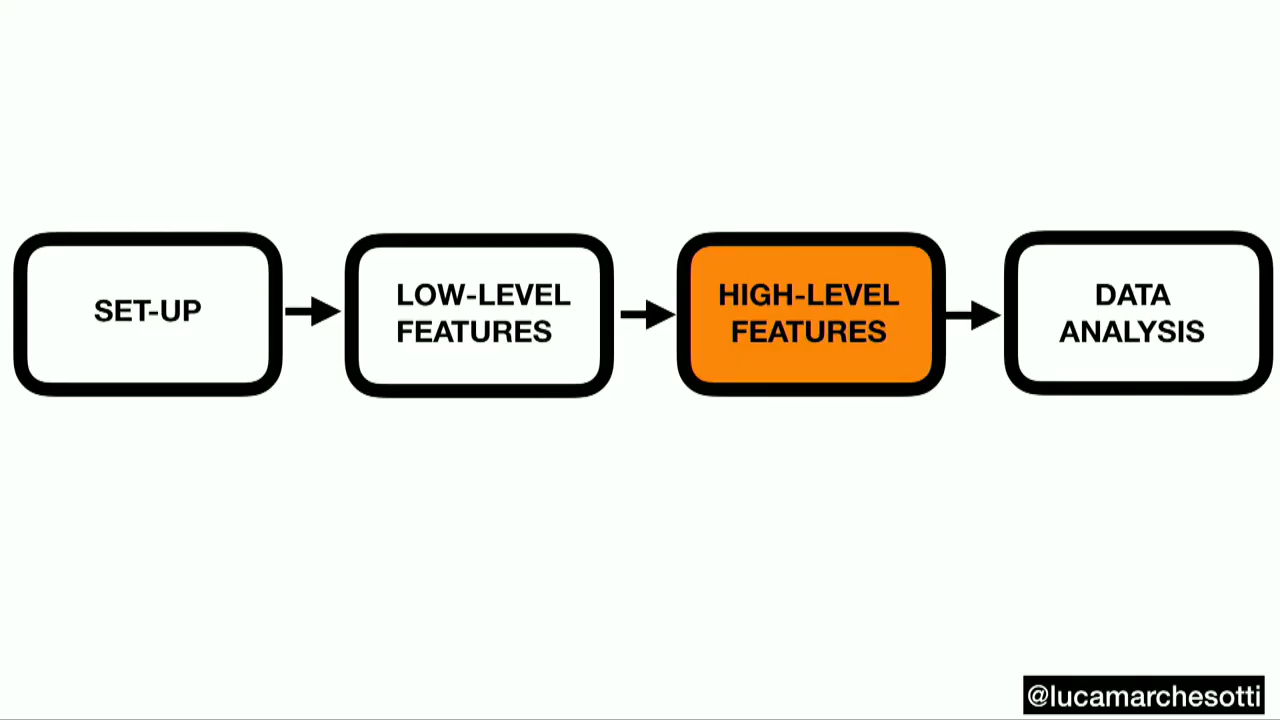 SET-UP
LOW-LEVEL
FEATURES
HIGH-LEVEL
FEATURES
DATA
ANALYSIS
@lucamarchesotti